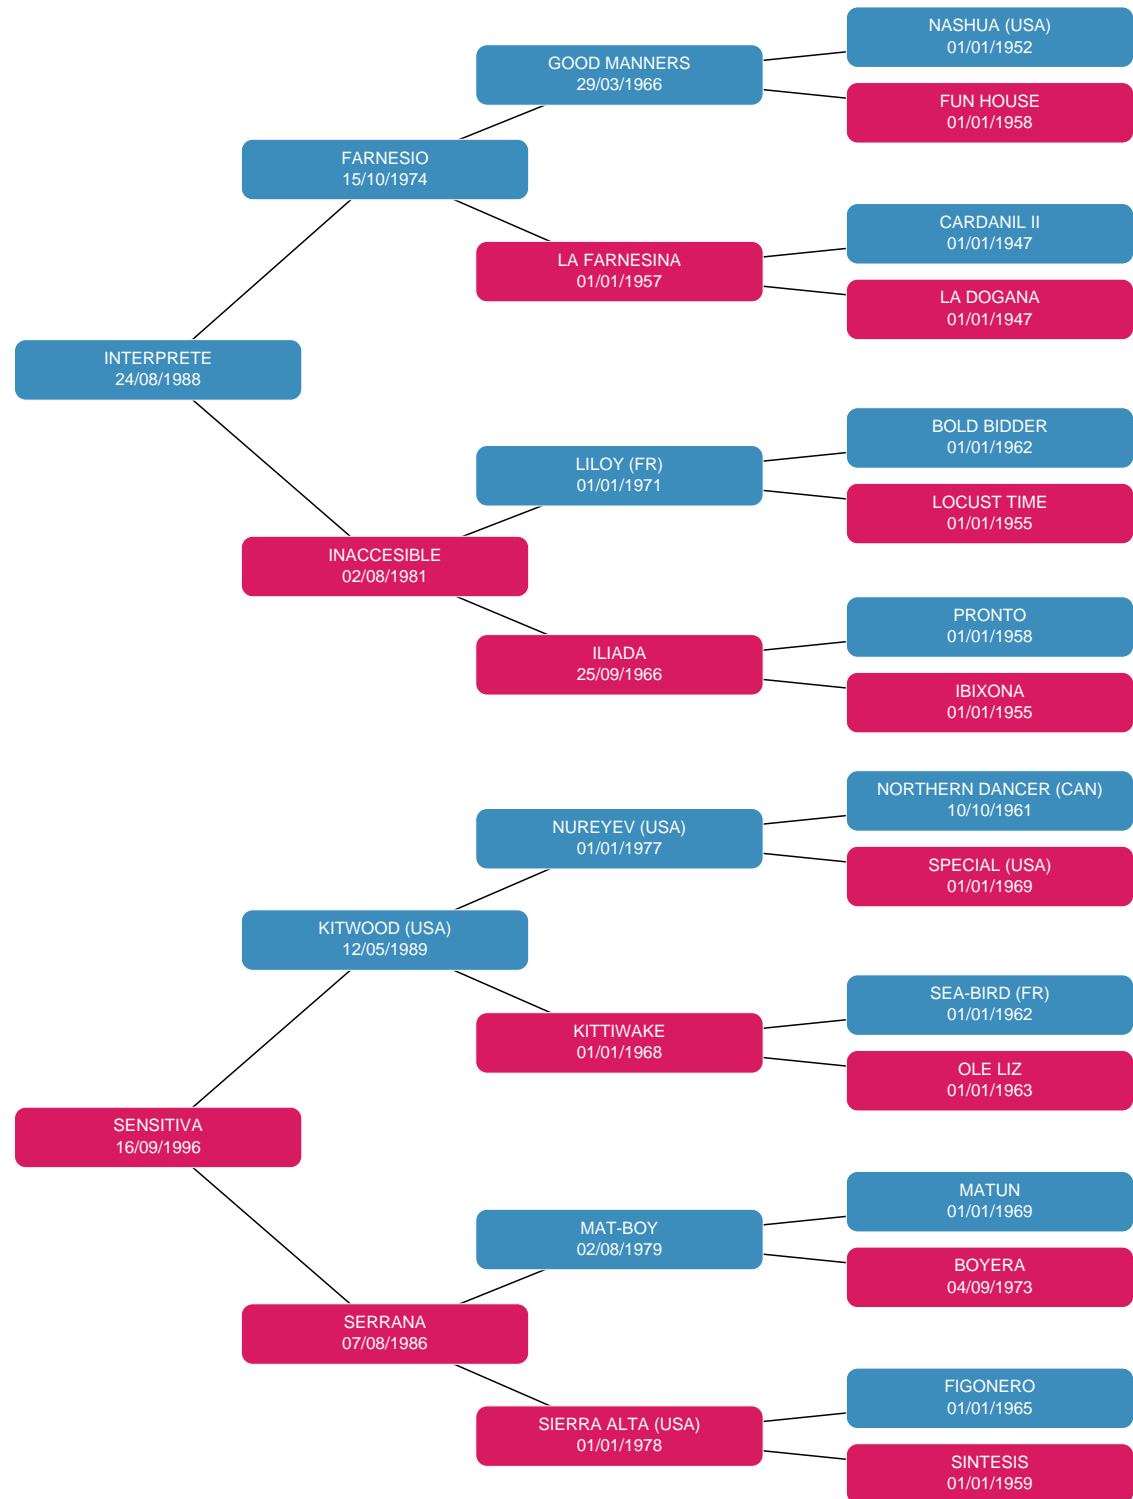 NASHUA (USA)
01/01/1952
GOOD MANNERS
29/03/1966
FUN HOUSE
01/01/1958
FARNESIO
15/10/1974
CARDANIL II
01/01/1947
LA FARNESINA
01/01/1957
LA DOGANA
01/01/1947
INTERPRETE
24/08/1988
BOLD BIDDER
01/01/1962
LILOY (FR)
01/01/1971
LOCUST TIME
01/01/1955
INACCESIBLE
02/08/1981
PRONTO
01/01/1958
ILIADA
25/09/1966
IBIXONA
01/01/1955
NORTHERN DANCER (CAN)
10/10/1961
NUREYEV (USA)
01/01/1977
SPECIAL (USA)
01/01/1969
KITWOOD (USA)
12/05/1989
SEA-BIRD (FR)
01/01/1962
KITTIWAKE
01/01/1968
OLE LIZ
01/01/1963
SENSITIVA
16/09/1996
MATUN
01/01/1969
MAT-BOY
02/08/1979
BOYERA
04/09/1973
SERRANA
07/08/1986
FIGONERO
01/01/1965
SIERRA ALTA (USA)
01/01/1978
SINTESIS
01/01/1959